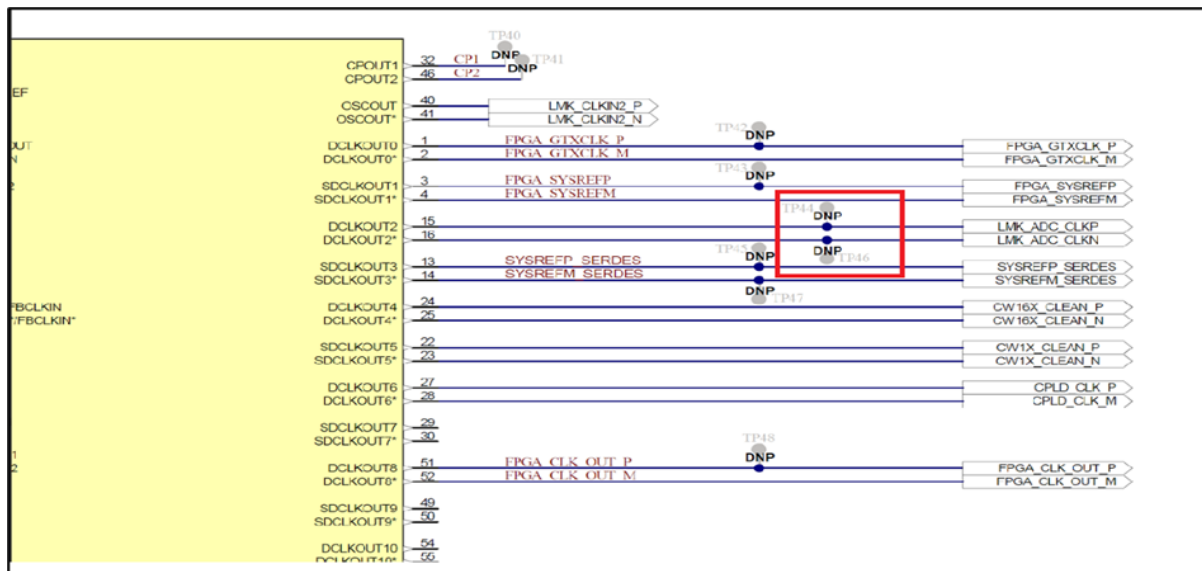 TP40
CPOUT1 32 CP1 DNP TP41
CPOUT2 46 CP2 DNP
EF
OSCOUT 40 LMK_CLKIN2_P
OSCOUT* 41 LMK_CLKIN2_N
TP42
DNP
DCLKOUT0 1 FPGA_GTXCLK_P FPGA_GTXCLK_P
N DCLKOUT0* 2 FPGA_GTXCLK_M FPGA_GTXCLK_M
TP43
DNP
2 SDCLKOUT1 3 FPGA_SYSREFP FPGA_SYSREFP
SDCLKOUT1* 4 FPGA_SYSREFM FPGA_SYSREFM
TP44
DNP
DCLKOUT2 15 LMK_ADC_CLKP
DCLKOUT2* 16 LMK_ADC_CLKN
TP45 DNP
DNP TP46
SDCLKOUT3 13 SYSREFP_SERDES SYSREFP_SERDES
SDCLKOUT3* 14 SYSREFM_SERDES SYSREFM_SERDES
DNP
TP47
FBCLKIN DCLKOUT4 24 CW16X_CLEAN_P
*/FBCLKIN* DCLKOUT4* 25 CW16X_CLEAN_N
SDCLKOUT5 22 CW1X_CLEAN_P
SDCLKOUT5* 23 CW1X_CLEAN_N
DCLKOUT6 27 CPLD_CLK_P
DCLKOUT6* 28 CPLD_CLK_M
SDCLKOUT7 29
SDCLKOUT7* 30
TP48
1 DNP
2 DCLKOUT8 51 FPGA_CLK_OUT_P FPGA_CLK_OUT_P
DCLKOUT8* 52 FPGA_CLK_OUT_M FPGA_CLK_OUT_M
SDCLKOUT9 49
SDCLKOUT9* 50
DCLKOUT10 54
DCLKOUT10* 55